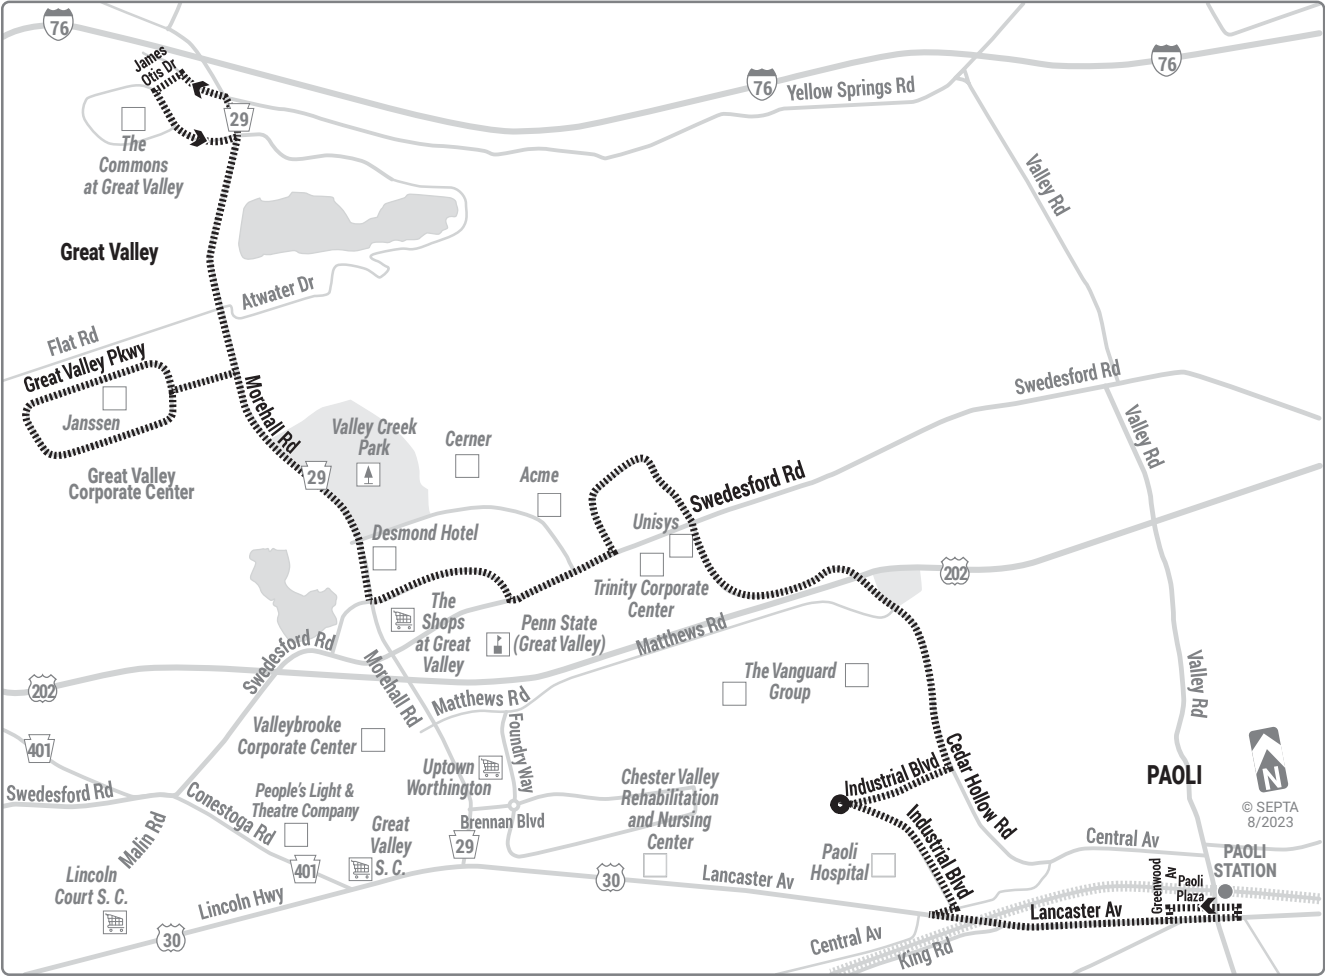 76
James
Otis Dr
76
76
Yellow Springs Rd
29
The
Commons
at Great Valley
Valley Rd
Great Valley
Atwater Dr
Flat Rd
Great Valley Pkwy
Janssen
Morehall Rd
Swedesford Rd
Valley Creek
Park
Cerner
Valley Rd
29
Acme
Swedesford Rd
Great Valley
Corporate Center
Desmond Hotel
Unisys
202
Trinity Corporate
Center
The
Shops
at Great
Valley
Penn State
(Great Valley)
Matthews Rd
Swedesford Rd
Morehall Rd
The Vanguard
Group
202
Matthews Rd
Valley Rd
Foundry Way
Valleybrooke
Corporate Center
401
Cedar Hollow Rd
N
PAOLI
Uptown
Worthington
Industrial Blvd
Swedesford Rd
Conestoga Rd
People's Light &
Theatre Company
Chester Valley
Rehabilitation
and Nursing
Center
© SEPTA
8/2023
Brennan Blvd
Malin Rd
Great
Valley
S. C.
29
Industrial Blvd
Central Av
PAOLI
STATION
Lincoln
Court S. C.
401
30
Lancaster Av
Paoli
Hospital
Greenwood
Av
Paoli
Plaza
Lincoln Hwy
Lancaster Av
30
Central Av
King Rd